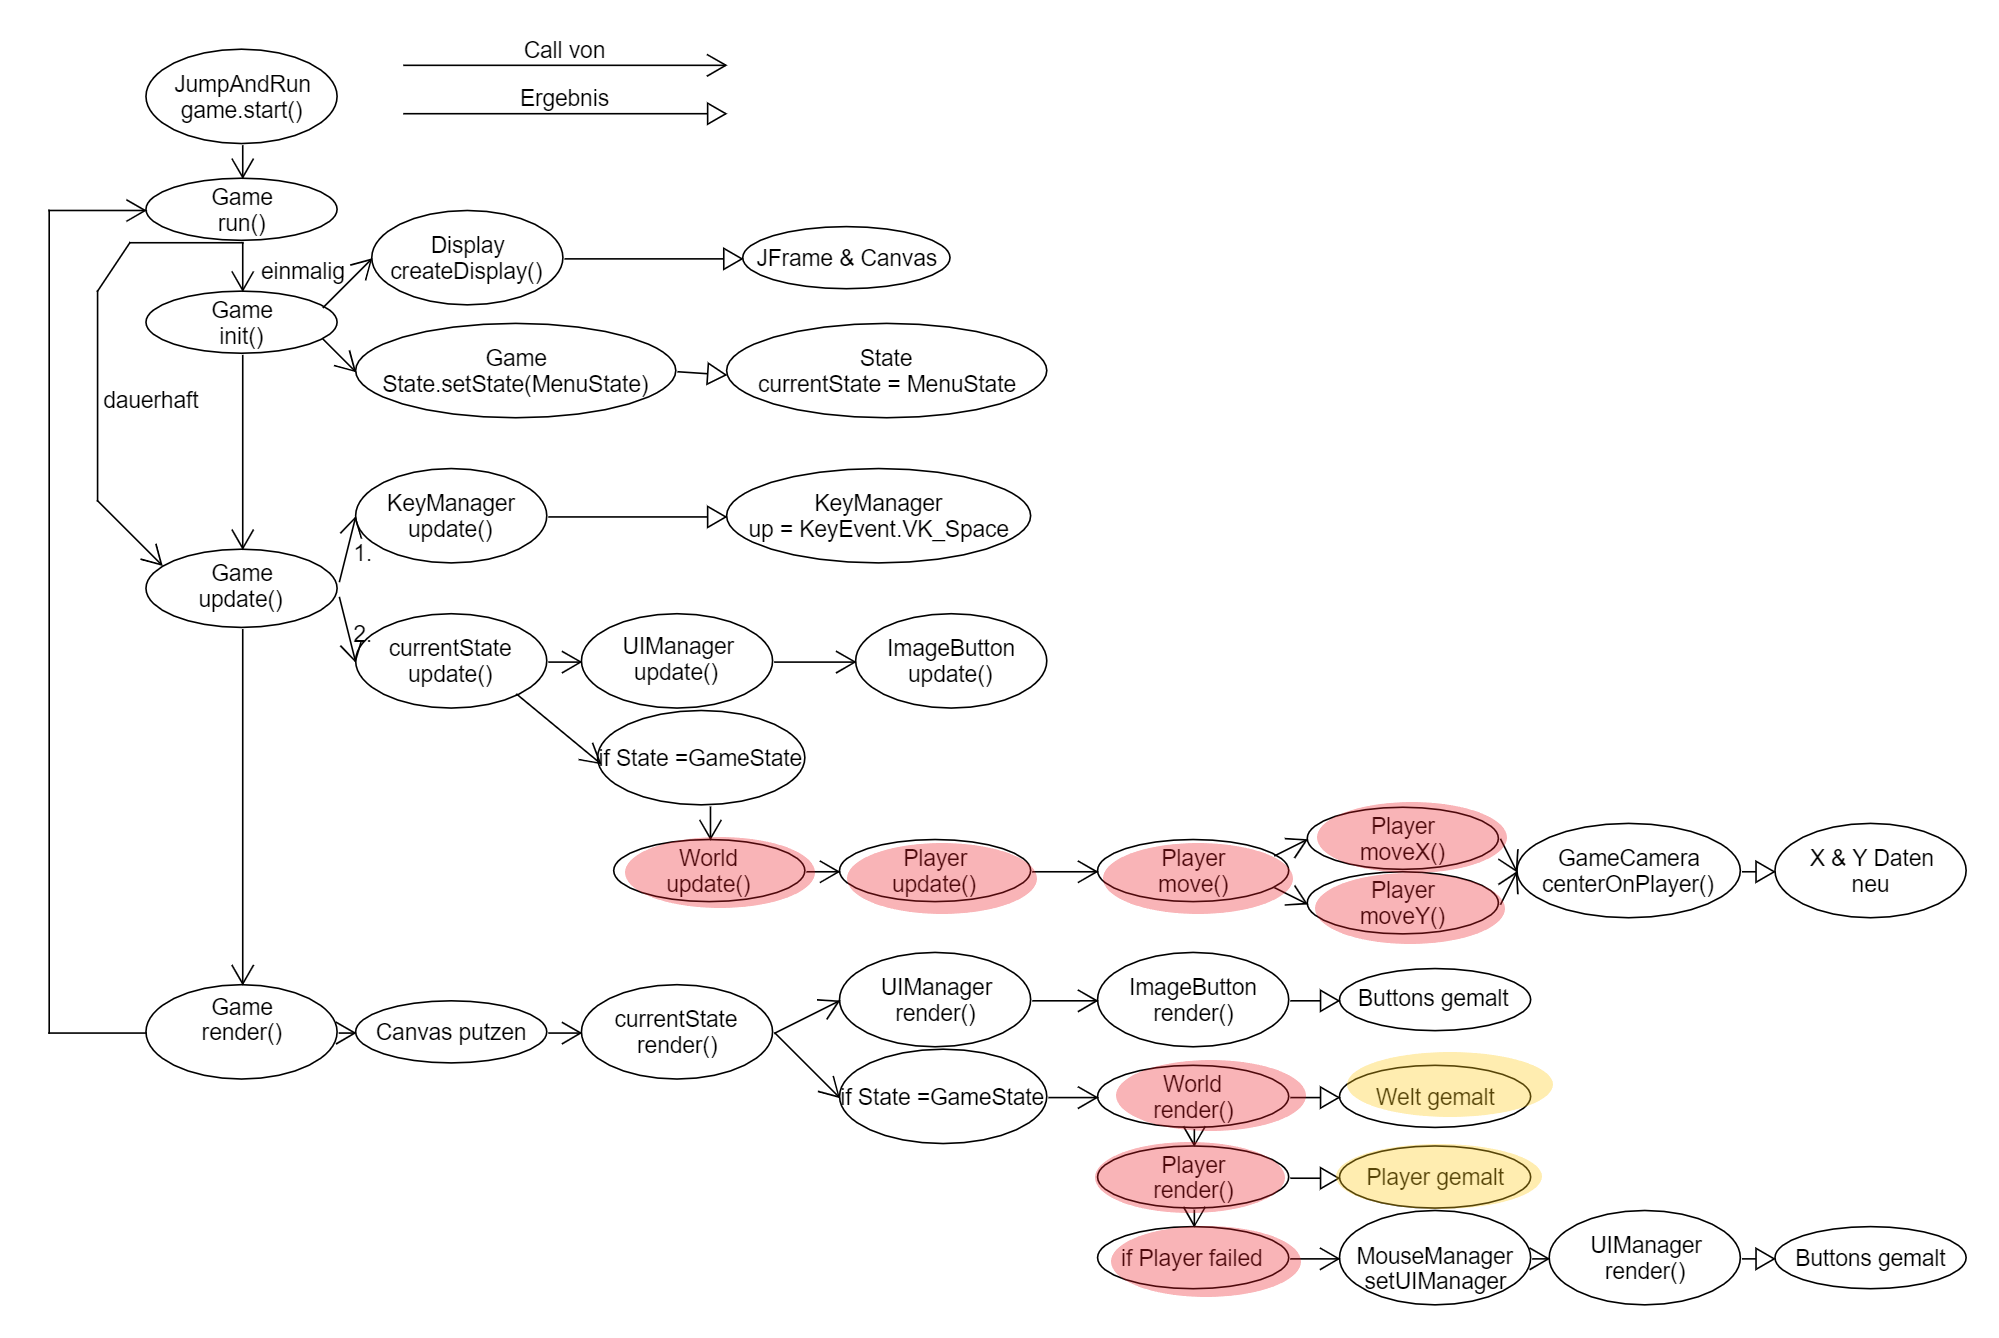 Call von
Ergebnis
JumpAndRun
game.start()
Game
run()
einmalig
Display
createDisplay()
JFrame & Canvas
Game
init()
Game
State.setState(MenuState)
State
currentState = MenuState
dauerhaft
Game
update()
1.
KeyManager
update()
KeyManager
up = KeyEvent.VK_Space
2.
currentState
update()
UIManager
update()
ImageButton
update()
if State =GameState
World
update()
Player
update()
Player
move()
Player
moveX()
Player
moveY()
GameCamera
centerOnPlayer()
X & Y Daten
neu
Game
render()
Canvas putzen
currentState
render()
UIManager
render()
ImageButton
render()
Buttons gemalt
if State =GameState
World
render()
Welt gemalt
Player
render()
Player gemalt
if Player failed
MouseManager
setUIManager
UIManager
render()
Buttons gemalt